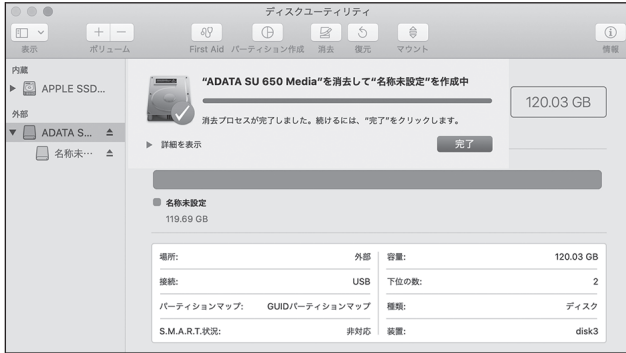 ディスクユーティリティ
表示
ボリューム
First Aid
パーティション作成
消去
復元
マウント
情報
内蔵
APPLE SSD...
外部
ADATA S...
名称未…
"ADATA SU 650 Media"を消去して"名称未設定"を作成中
消去プロセスが完了しました。続けるには、"完了"をクリックします。
詳細を表示
完了
120.03 GB
名称未設定
119.69 GB
場所: 外部
容量: 120.03 GB
接続: USB
下位の数: 2
パーティションマップ: GUIDパーティションマップ
種類: ディスク
S.M.A.R.T.状況: 非対応
装置: disk3